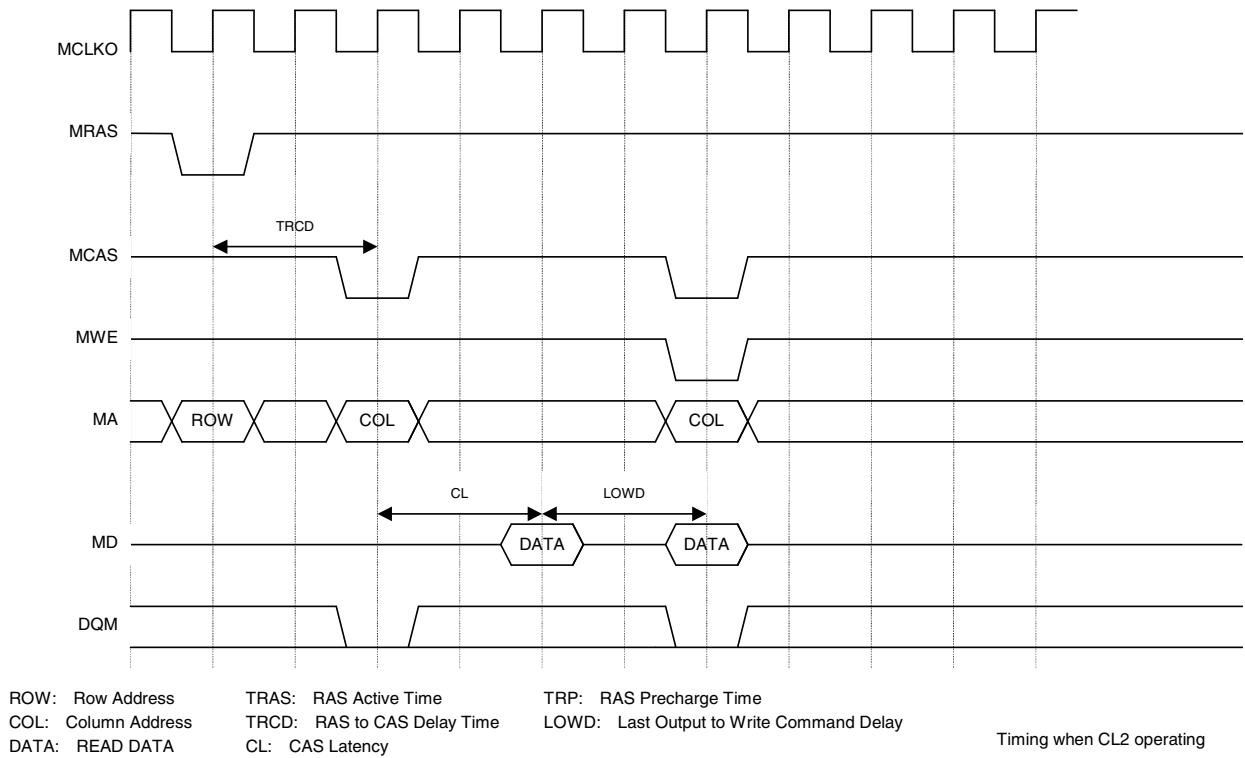 MCLKO
MRAS
TRCD
MCAS
MWE
MA ROW COL COL
CL LOWD
MD DATA DATA
DQM
ROW: Row Address TRAS: RAS Active Time TRP: RAS Precharge Time
COL: Column Address TRCD: RAS to CAS Delay Time LOWD: Last Output to Write Command Delay
DATA: READ DATA CL: CAS Latency Timing when CL2 operating